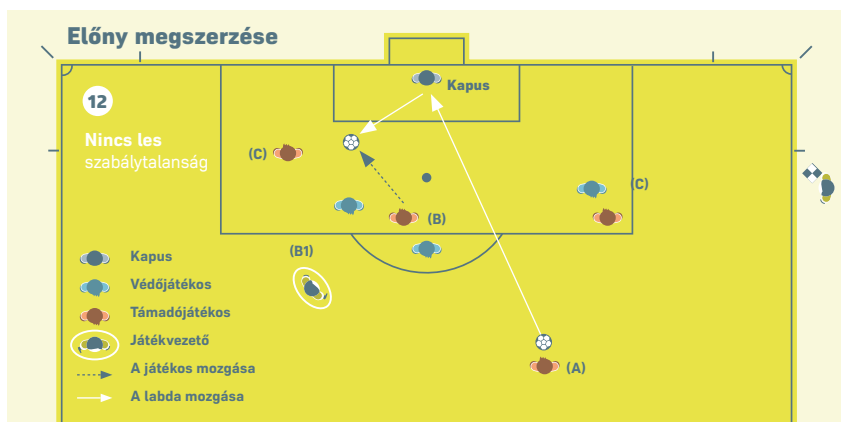 Előny megszerzése
Kapus
12
Nincs les
szabálytalanság
(C)
(C)
(B)
(B1)
Kapus
Védőjátékos
Támadójátékos
Játékvezető
(A)
A játékos mozgása
A labda mozgása